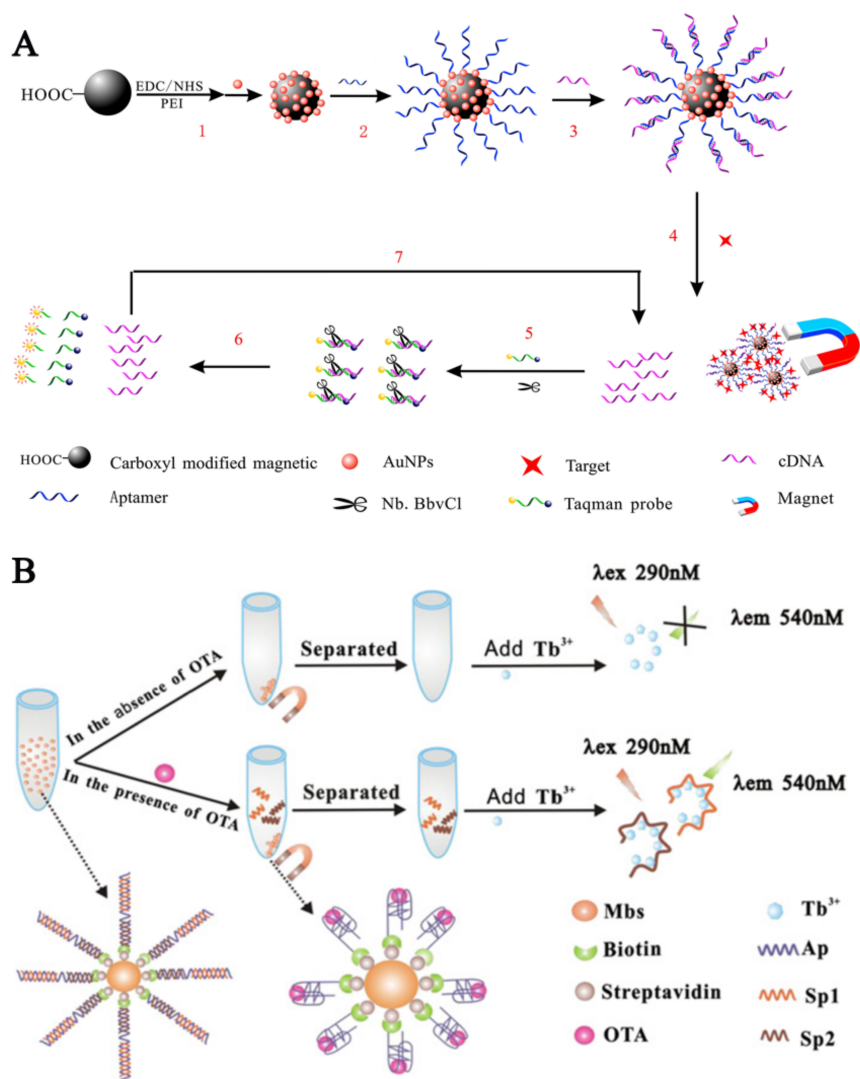 A
HOOC
EDC/NHS
PEI
1
2
3
4
7
6
5
HOOC
Carboxyl modified magnetic
AuNPs
Target
cDNA
Aptamer
Nb. BbvCl
Taqman probe
Magnet
B
In the absence of OTA
Separated
Add Tb³⁺
λex 290nM
λem 540nM
In the presence of OTA
Separated
Add Tb³⁺
λex 290nM
λem 540nM
Mbs
Tb³⁺
Biotin
Ap
Streptavidin
Sp1
OTA
Sp2